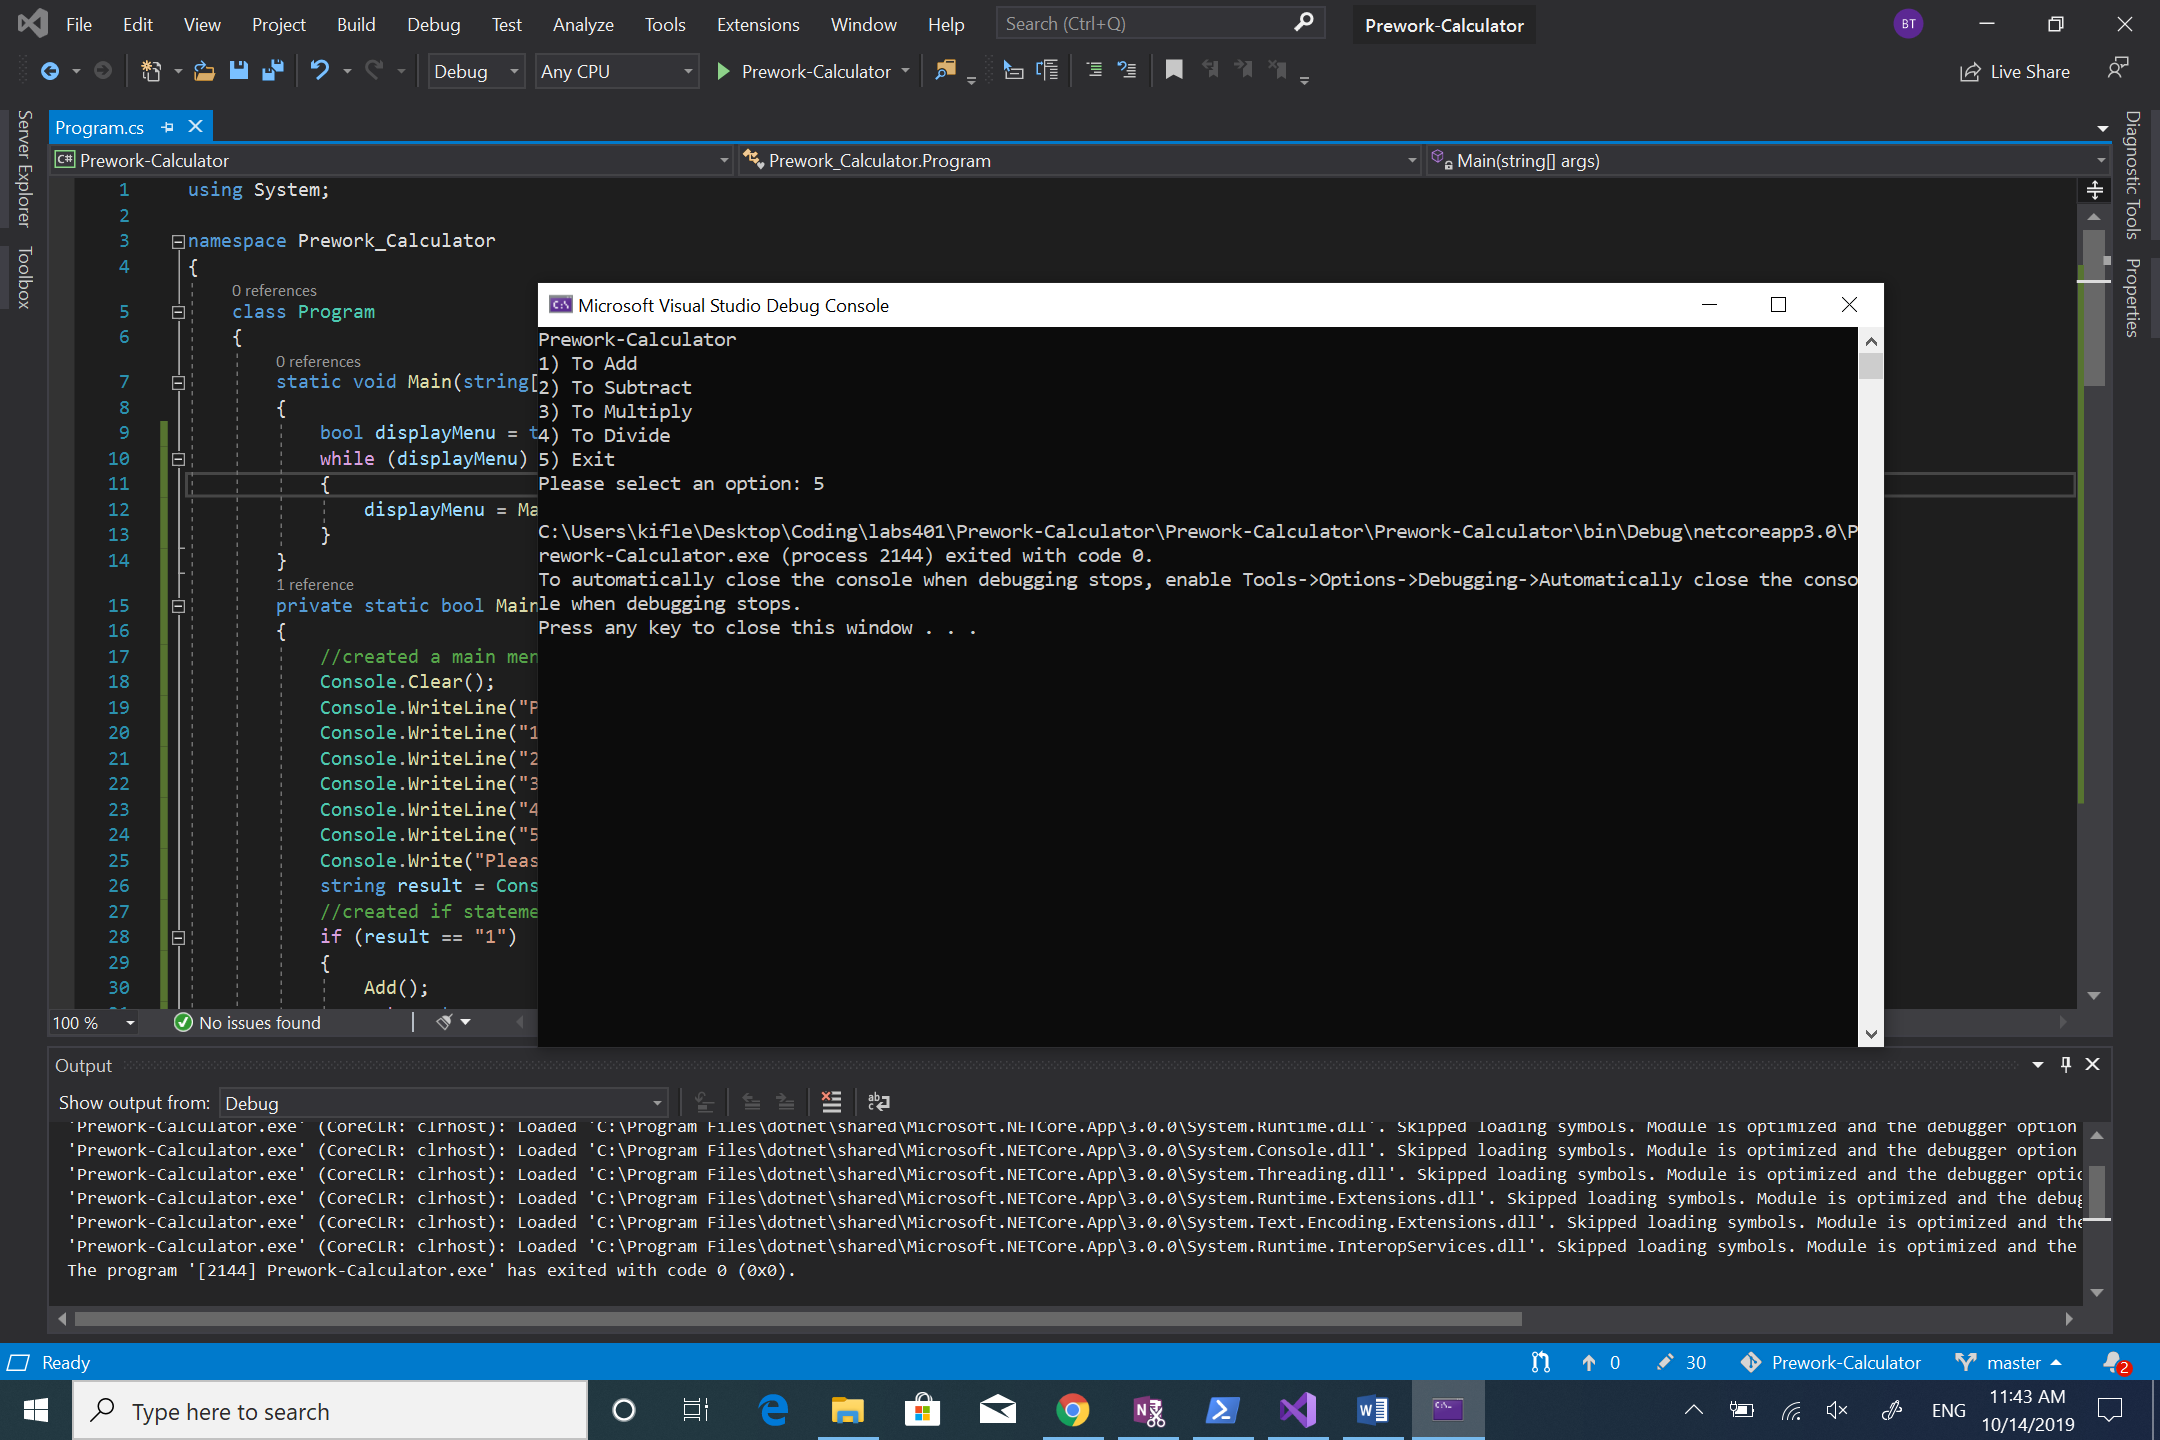 File Edit View Project Build Debug Test Analyze Tools Extensions Window Help Search (Ctrl+Q) Prework-Calculator BT
Debug Any CPU Prework-Calculator Live Share
Server Explorer
Toolbox
Diagnostic Tools
Properties
Program.cs
C# Prework-Calculator Prework_Calculator.Program Main(string[] args)
1 using System;
2
3 namespace Prework_Calculator
4 {
0 references
5 class Program
6 {
0 references
7 static void Main(string[
8 {
9 bool displayMenu = t
10 while (displayMenu)
11 {
12 displayMenu = Ma
13 }
14 }
1 reference
15 private static bool Main
16 {
17 //created a main men
18 Console.Clear();
19 Console.WriteLine("P
20 Console.WriteLine("1
21 Console.WriteLine("2
22 Console.WriteLine("3
23 Console.WriteLine("4
24 Console.WriteLine("5
25 Console.Write("Pleas
26 string result = Cons
27 //created if stateme
28 if (result == "1")
29 {
30 Add();
100 % No issues found
C:\ Microsoft Visual Studio Debug Console
Prework-Calculator
1) To Add
2) To Subtract
3) To Multiply
4) To Divide
5) Exit
Please select an option: 5
C:\Users\kifle\Desktop\Coding\labs401\Prework-Calculator\Prework-Calculator\Prework-Calculator\bin\Debug\netcoreapp3.0\P
rework-Calculator.exe (process 2144) exited with code 0.
To automatically close the console when debugging stops, enable Tools->Options->Debugging->Automatically close the conso
le when debugging stops.
Press any key to close this window . . .
Output
Show output from: Debug
'Prework-Calculator.exe' (CoreCLR: clrhost): Loaded 'C:\Program Files\dotnet\shared\Microsoft.NETCore.App\3.0.0\System.Runtime.dll'. Skipped loading symbols. Module is optimized and the debugger option
'Prework-Calculator.exe' (CoreCLR: clrhost): Loaded 'C:\Program Files\dotnet\shared\Microsoft.NETCore.App\3.0.0\System.Console.dll'. Skipped loading symbols. Module is optimized and the debugger option
'Prework-Calculator.exe' (CoreCLR: clrhost): Loaded 'C:\Program Files\dotnet\shared\Microsoft.NETCore.App\3.0.0\System.Threading.dll'. Skipped loading symbols. Module is optimized and the debugger optic
'Prework-Calculator.exe' (CoreCLR: clrhost): Loaded 'C:\Program Files\dotnet\shared\Microsoft.NETCore.App\3.0.0\System.Runtime.Extensions.dll'. Skipped loading symbols. Module is optimized and the debug
'Prework-Calculator.exe' (CoreCLR: clrhost): Loaded 'C:\Program Files\dotnet\shared\Microsoft.NETCore.App\3.0.0\System.Text.Encoding.Extensions.dll'. Skipped loading symbols. Module is optimized and the
'Prework-Calculator.exe' (CoreCLR: clrhost): Loaded 'C:\Program Files\dotnet\shared\Microsoft.NETCore.App\3.0.0\System.Runtime.InteropServices.dll'. Skipped loading symbols. Module is optimized and the
The program '[2144] Prework-Calculator.exe' has exited with code 0 (0x0).
Ready 0 30 Prework-Calculator master 2
Type here to search ENG 11:43 AM
10/14/2019